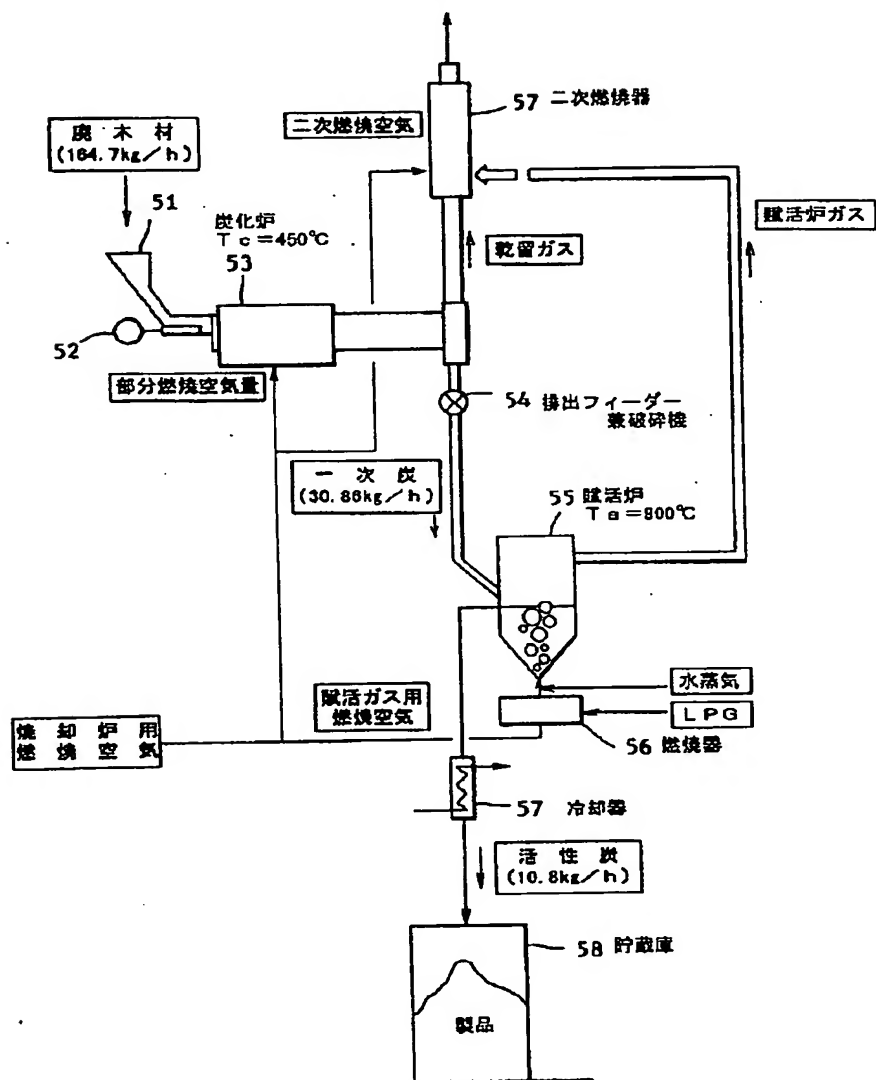 57 二次燃焼器
二次燃焼空気
廃木材
(164.7kg/h)
51
炭化炉
Tc=450℃
53
賦活炉ガス
乾留ガス
52
部分燃焼空気量
54 排出フィーダー
兼破砕機
一次炭
(30.86kg/h)
55 賦活炉
Ta=800℃
水蒸気
賦活ガス用
燃焼空気
LPG
焼却炉用
燃焼空気
56 燃焼器
57 冷却器
活性炭
(10.8kg/h)
58 貯蔵庫
製品